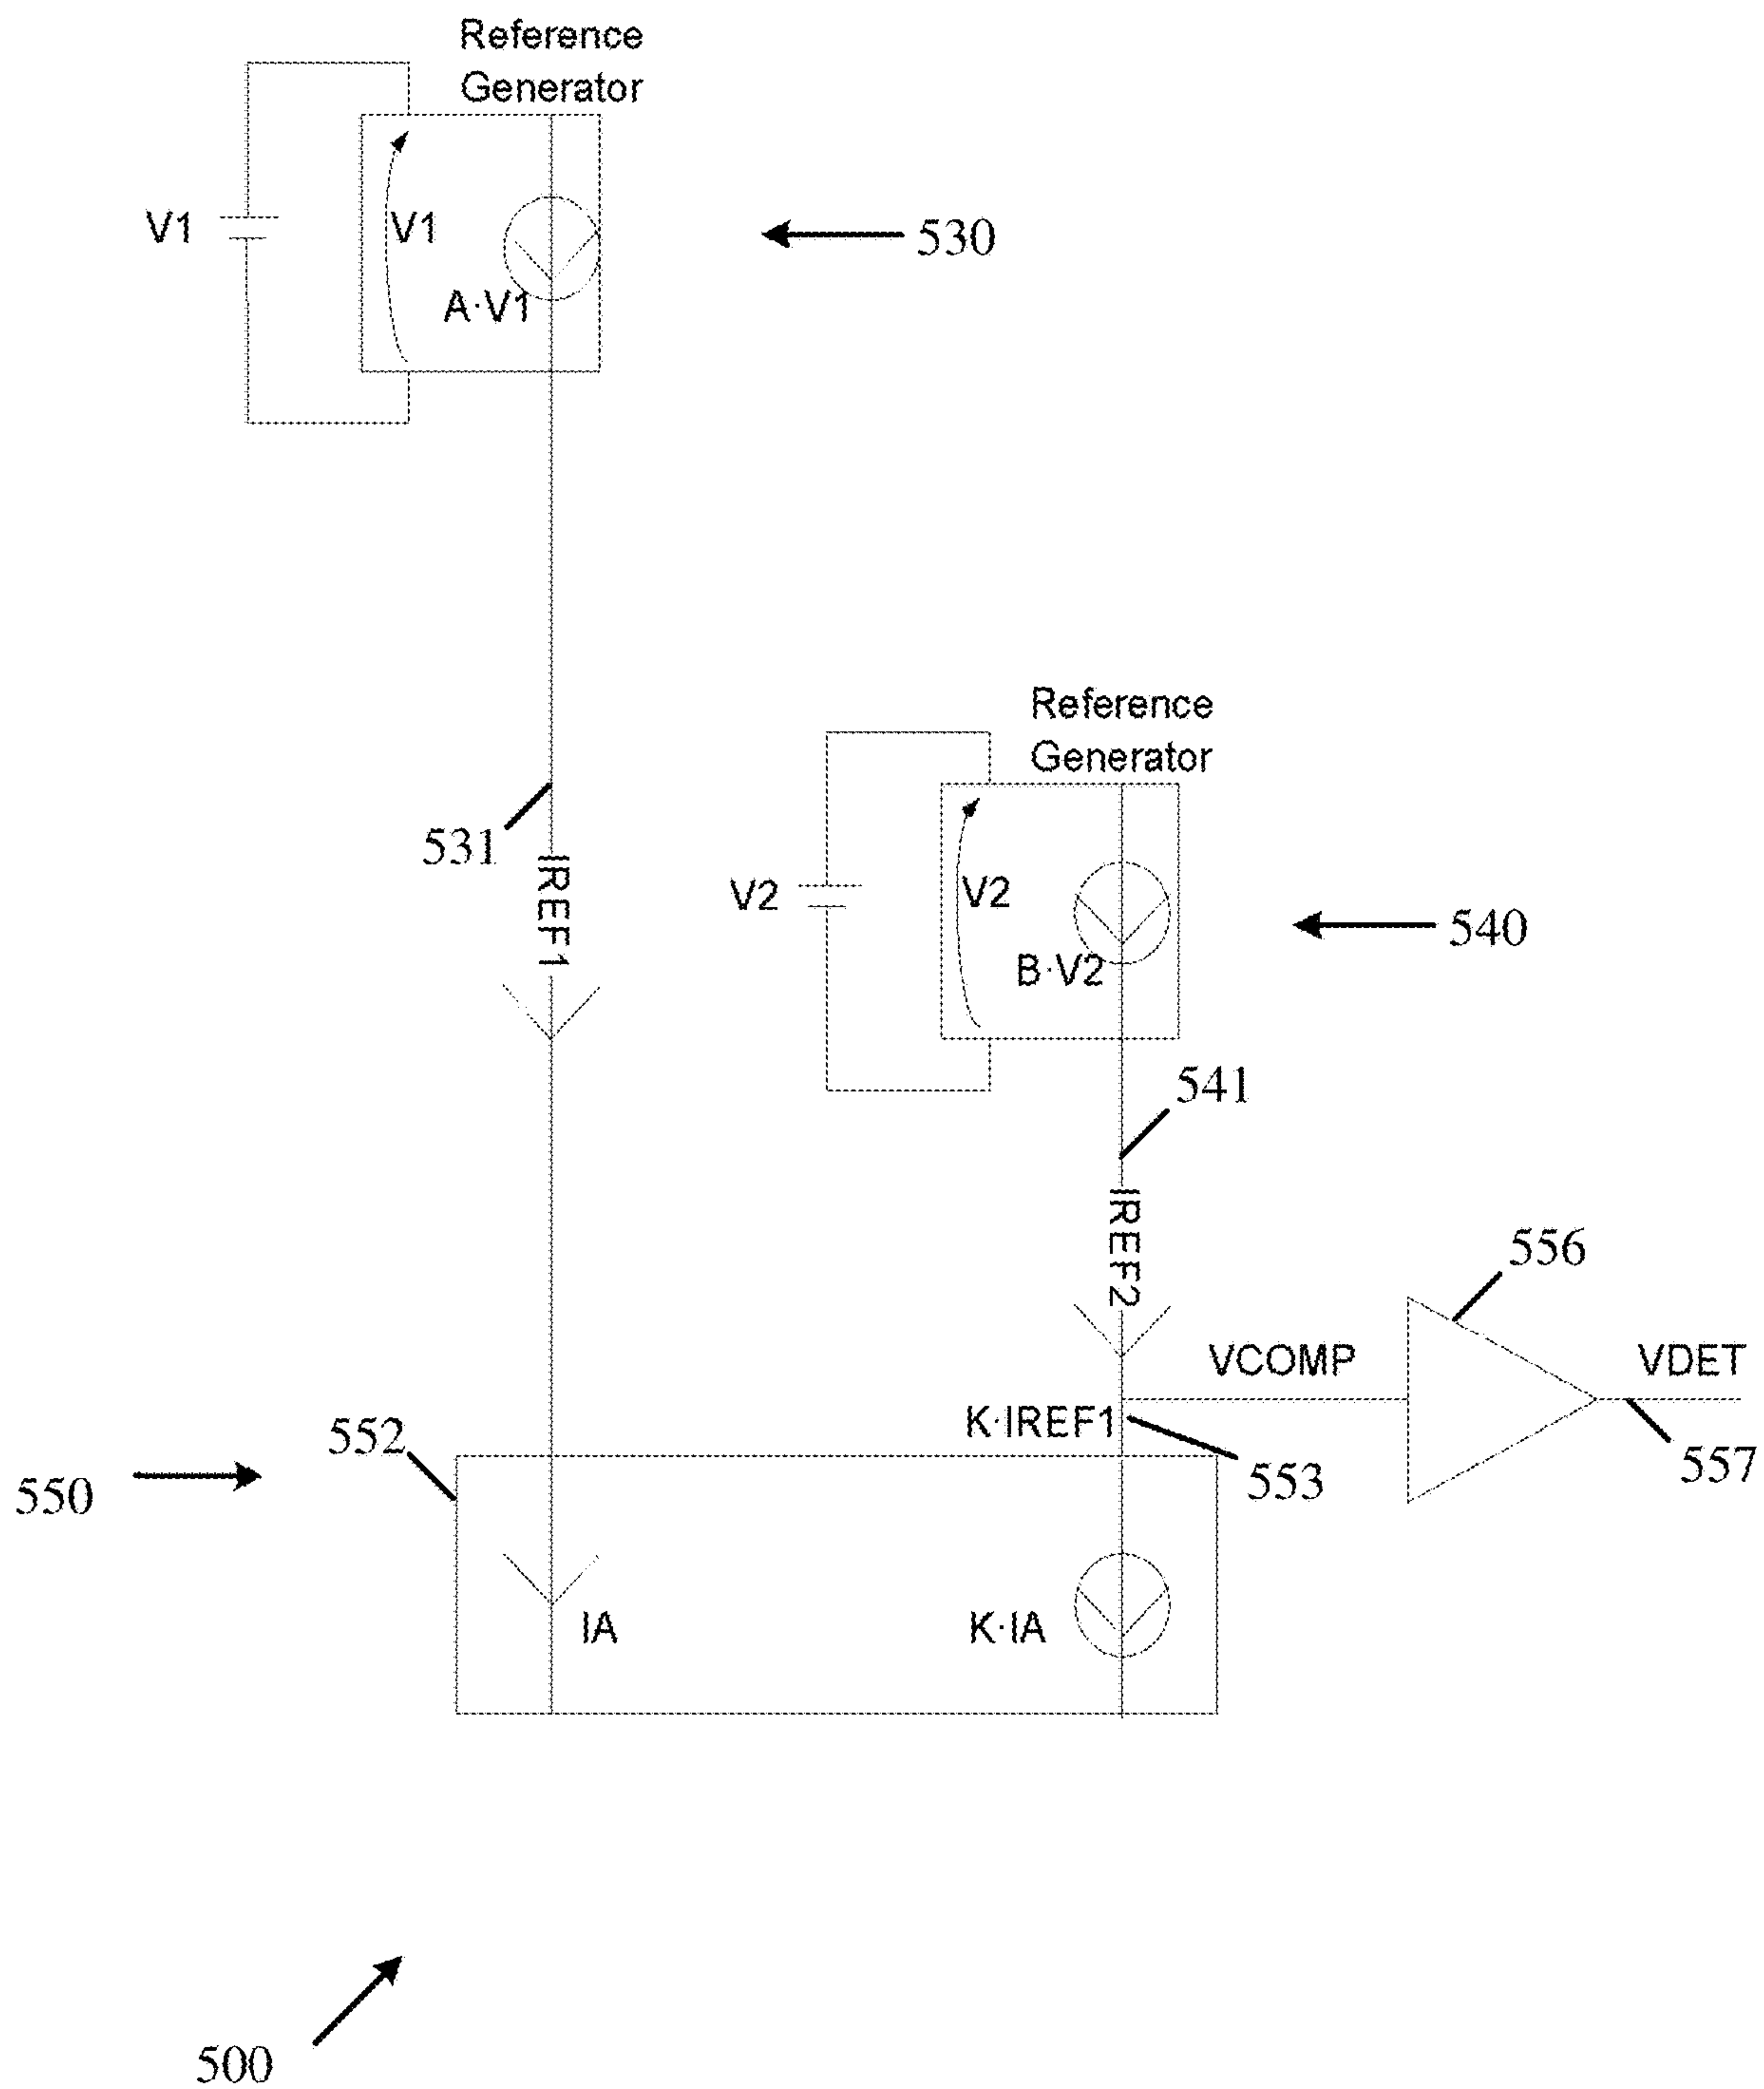 Reference
Generator
V1
V1
A·V1
530
Reference
Generator
531
IREF1
V2
V2
B·V2
540
541
IREF2
556
VCOMP
VDET
K·IREF1
552
553
557
550
IA
K·IA
500